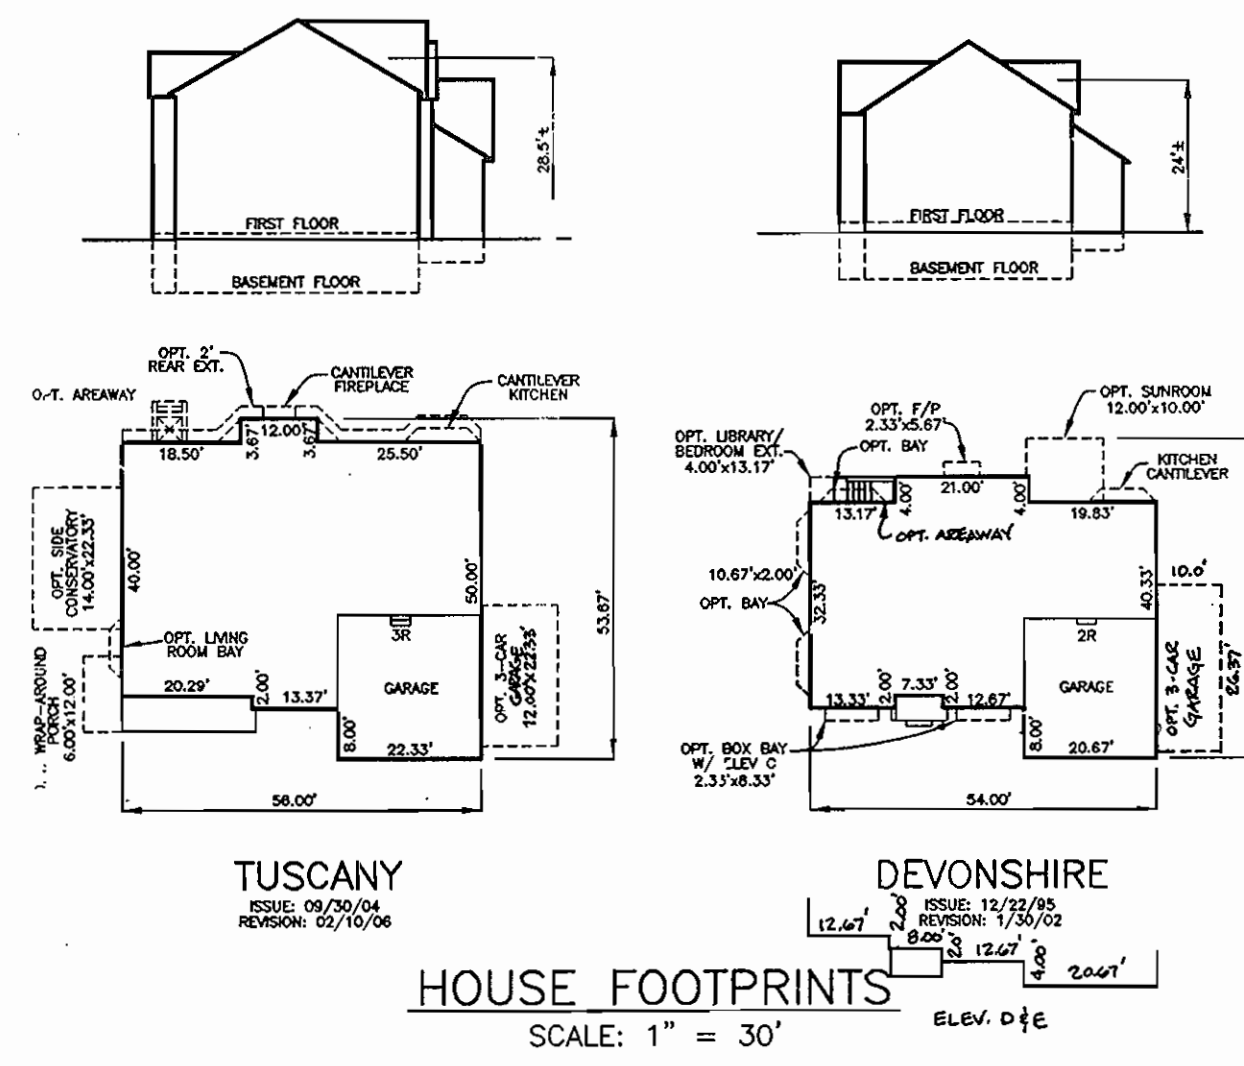 28.5'±
FIRST FLOOR
BASEMENT FLOOR
24'±
FIRST FLOOR
BASEMENT FLOOR
OPT. 2'
REAR EXT.
CANTILEVER
FIREPLACE
CANTILEVER
KITCHEN
AREAWAY
12.00'
3.67'
3.67'
18.50'
25.50'
OPT. SIDE
CONSERVATORY
14.00'x22.33'
40.00'
50.00'
53.67'
OPT. LIVING
ROOM BAY
3R
GARAGE
OPT. 3-CAR
GARAGE
12.00'x22.33'
WRAP-AROUND
PORCH
6.00'x12.00'
20.29'
2.00'
13.37'
8.00'
22.33'
56.00'
TUSCANY
ISSUE: 09/30/04
REVISION: 02/10/06
OPT. SUNROOM
12.00'x10.00'
OPT. F/P
2.33'x5.67'
OPT. LIBRARY/
BEDROOM EXT.
4.00'x13.17'
OPT. BAY
KITCHEN
CANTILEVER
21.00'
4.00'
4.00'
13.17'
19.83'
OPT. AREAWAY
10.67'x2.00'
OPT. BAY
32.33'
40.33'
10.0'
2R
GARAGE
OPT. 3-CAR
GARAGE
26.37'
13.33'
2.00'
7.33'
2.00'
12.67'
8.00'
20.67'
OPT. BOX BAY
W/ ELEV C
2.33'x8.33'
54.00'
DEVONSHIRE
ISSUE: 12/22/95
REVISION: 1/30/02
12.67'
2.00'
8.00'
2.0'
12.67'
4.00'
20.67'
ELEV. D & E
HOUSE FOOTPRINTS
SCALE: 1" = 30'